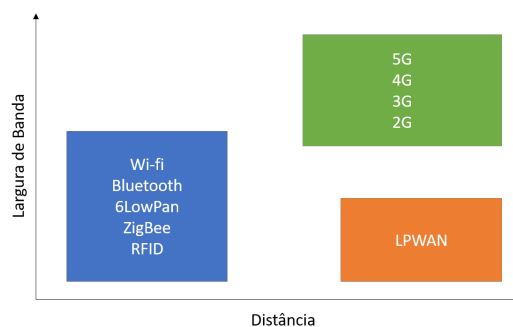 Largura de Banda
5G
4G
3G
2G
Wi-fi
Bluetooth
6LowPan
ZigBee
RFID
LPWAN
Distância